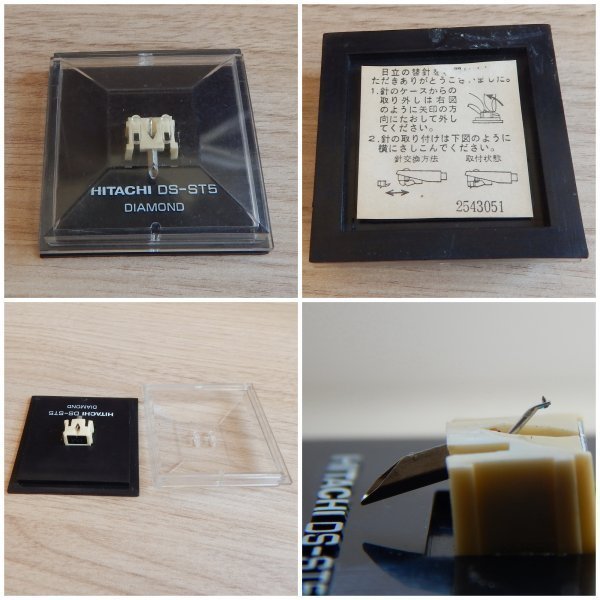 HITACHI DS-ST5
DIAMOND
日立の替針を
ただきありがとうございました。
1.針のケースからの
取り外しは右図
のように矢印の方
向にたおして外し
てください。
2.針の取り付けは下図のように
横にさしこんでください。
針交換方法 取付状態
2543051
HITACHI DS-ST5
DIAMOND
HITACHI DS-ST5